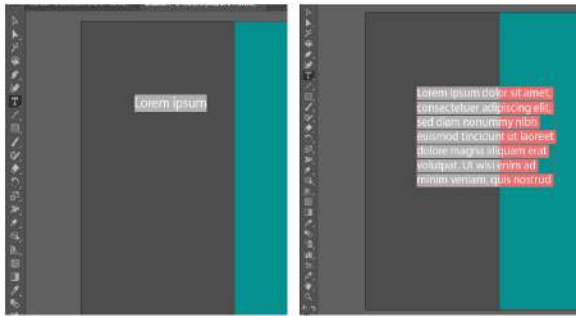 Lorem ipsum
Lorem ipsum dolor sit amet,
consectetuer adipiscing elit,
sed diam nonummy nibh
euismod tincidunt ut laoreet
dolore magna aliquam erat
volutpat. Ut wisi enim ad
minim veniam, quis nostrud